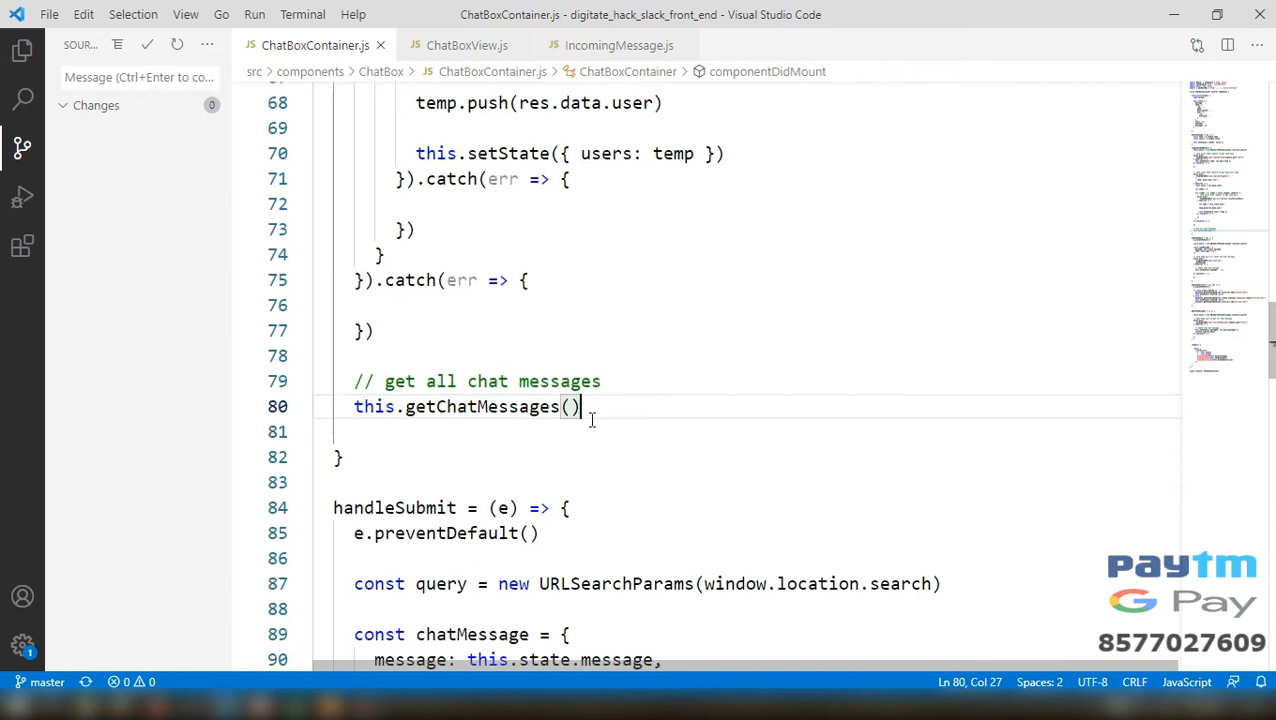 File Edit Selection View Go Run Terminal Help ChatBoxContainer.js - digitate_hack_slack_front_end - Visual Studio Code
SOUR... ChatBoxContainer.js ChatBoxView.js IncomingMessage.js
Message (Ctrl+Enter to co...
src > components > ChatBox > ChatBoxContainer.js > ChatBoxContainer > componentDidMount
Changes 0
68 temp.push(res.data.user)
69
70 this.setState({ users: temp })
71 }).catch(err => {
72
73 })
74 }
75 }).catch(err => {
76
77 })
78
79 // get all chat messages
80 this.getChatMessages()
81
82 }
83
84 handleSubmit = (e) => {
85 e.preventDefault()
86
87 const query = new URLSearchParams(window.location.search)
88
89 const chatMessage = {
90 message: this.state.message,
paytm
G Pay
8577027609
1
master 0 0 Ln 80, Col 27 Spaces: 2 UTF-8 CRLF JavaScript